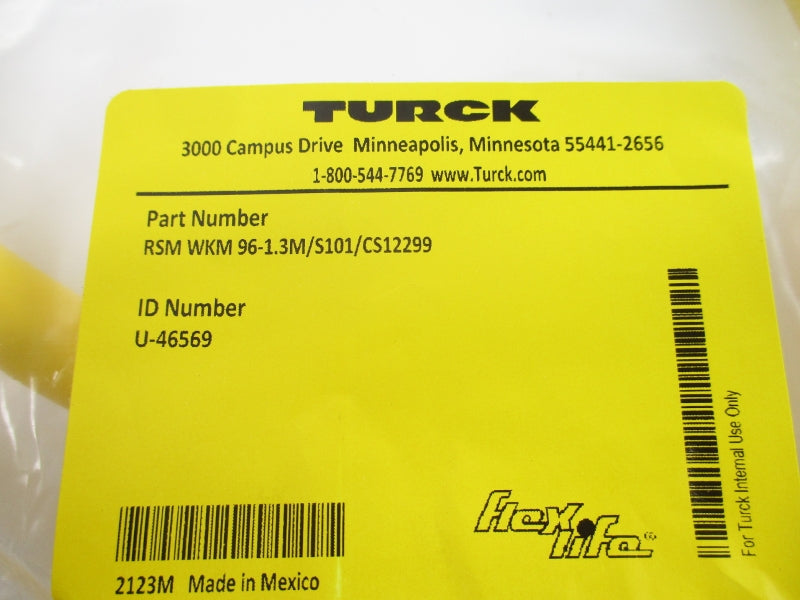 TURCK
3000 Campus Drive Minneapolis, Minnesota 55441-2656
1-800-544-7769 www.Turck.com
Part Number
RSM WKM 96-1.3M/S101/CS12299
ID Number
U-46569
For Turck Internal Use Only
flex life®
2123M Made in Mexico